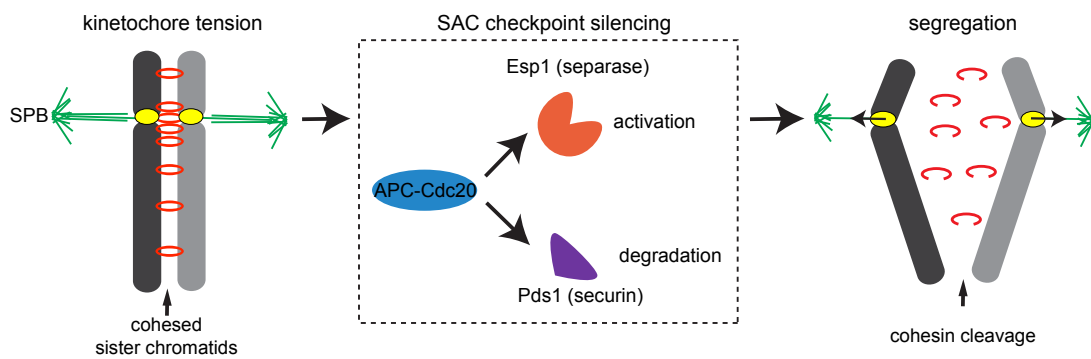 kinetochore tension
SPB
cohesed
sister chromatids
SAC checkpoint silencing
Esp1 (separase)
activation
APC-Cdc20
degradation
Pds1 (securin)
segregation
cohesin cleavage